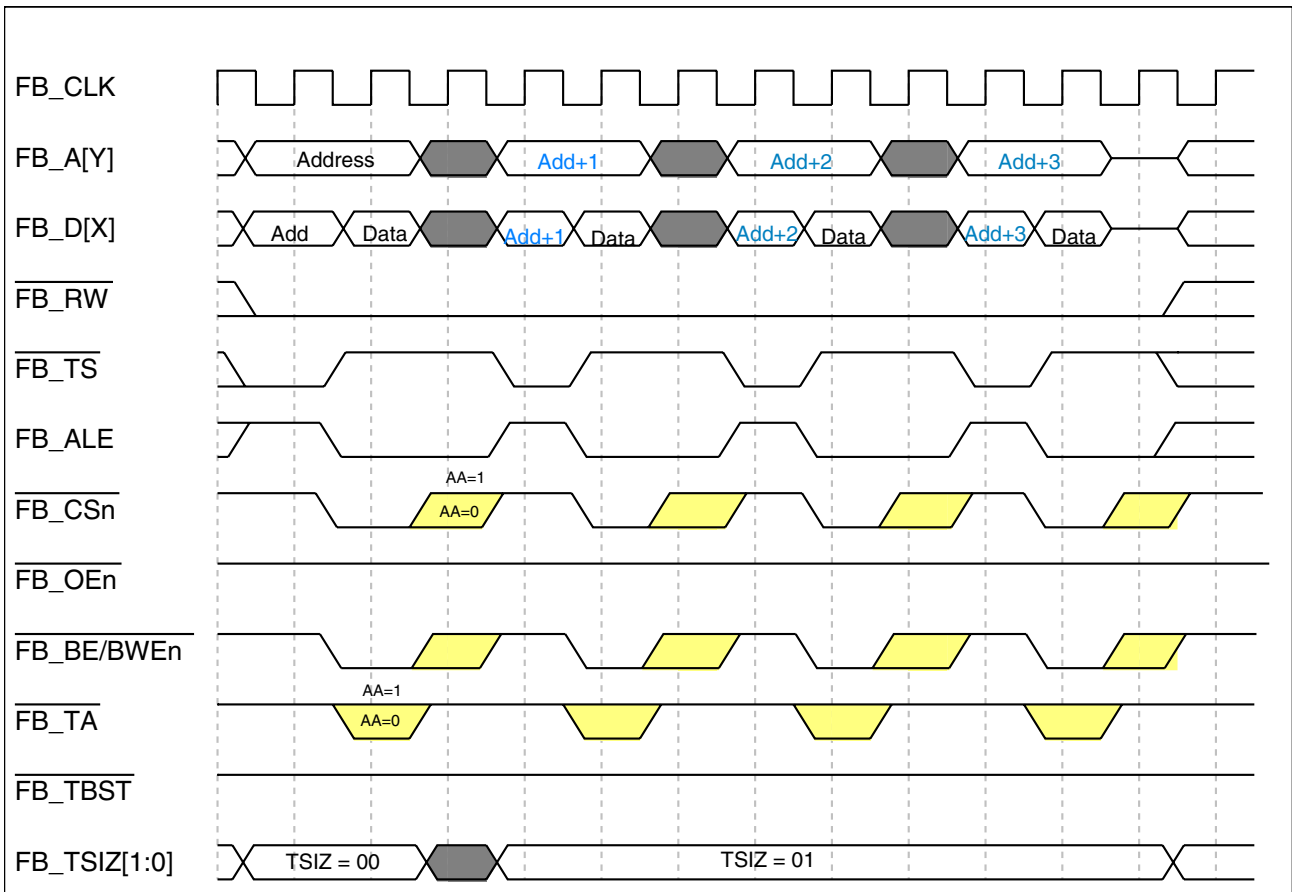 FB_CLK
FB_A[Y] Address Add+1 Add+2 Add+3
FB_D[X] Add Data Add+1 Data Add+2 Data Add+3 Data
FB_RW
FB_TS
FB_ALE
AA=1
FB_CSn AA=0
FB_OEn
FB_BE/BWEn
AA=1
FB_TA AA=0
FB_TBST
FB_TSIZ[1:0] TSIZ = 00 TSIZ = 01